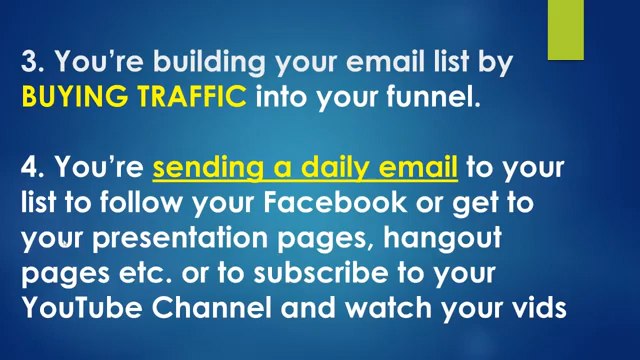 3. You’re building your email list by
BUYING TRAFFIC into your funnel.
4. You’re sending a daily email to your
list to follow your Facebook or get to
your presentation pages, hangout
pages etc. or to subscribe to your
YouTube Channel and watch your vids